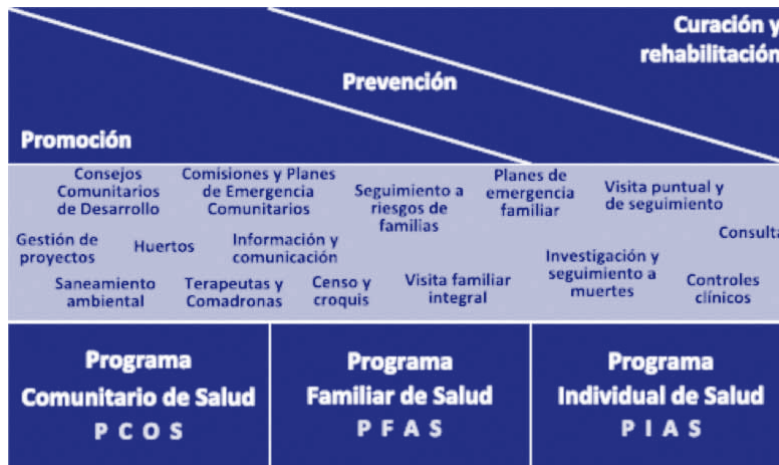 Curación y
rehabilitación
Prevención
Promoción
Consejos
Comunitarios
de Desarrollo
Comisiones y Planes
de Emergencia
Comunitarios
Seguimiento a
riesgos de
familias
Planes de
emergencia
familiar
Visita puntual y
de seguimiento
Consulta
Gestión de
proyectos
Huertos
Información y
comunicación
Investigación y
seguimiento a
muertes
Saneamiento
ambiental
Terapeutas y
Comadronas
Censo y
croquis
Visita familiar
integral
Controles
clínicos
Programa
Comunitario de Salud
P C O S
Programa
Familiar de Salud
P F A S
Programa
Individual de Salud
P I A S